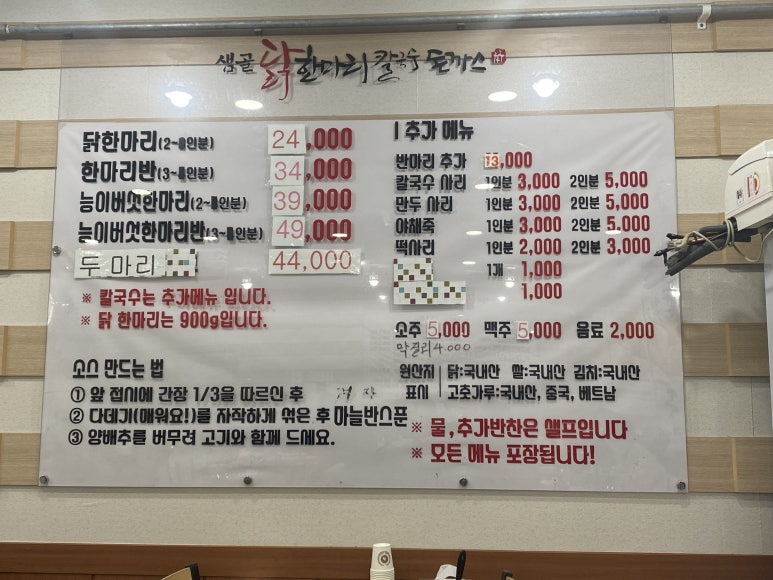 샘골 닭한마리 칼국수 돈까스
닭한마리(2~3인분) 24,000
한마리반(3~4인분) 34,000
능이버섯한마리(2~3인분) 39,000
능이버섯한마리반(3~4인분) 49,000
두마리 44,000
※ 칼국수는 추가메뉴 입니다.
※ 닭 한마리는 900g입니다.
소스 만드는 법
① 앞 접시에 간장 1/3을 따르신 후
② 다데기(매워요!)를 자작하게 섞은 후 마늘반스푼
③ 양배추를 버무려 고기와 함께 드세요.
추가 메뉴
반마리 추가 13,000
칼국수 사리 1인분 3,000 2인분 5,000
만두 사리 1인분 3,000 2인분 5,000
야채죽 1인분 3,000 2인분 5,000
떡사리 1인분 2,000 2인분 3,000
1개 1,000
1,000
소주 5,000 맥주 5,000 음료 2,000
막걸리 4.000
원산지 표시
닭:국내산 쌀:국내산 김치:국내산
고춧가루:국내산, 중국, 베트남
※ 물,추가반찬은 셀프입니다
※ 모든 메뉴 포장됩니다!